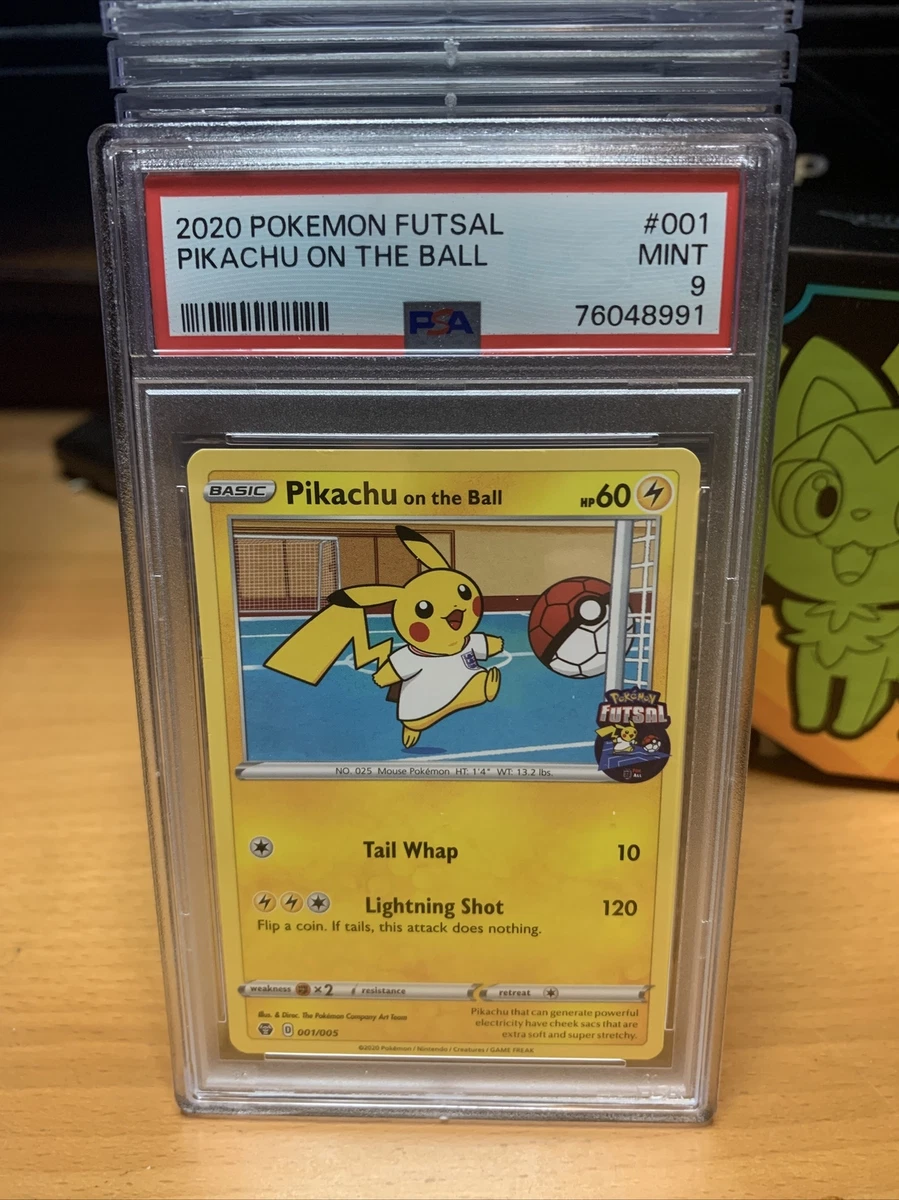 2020 POKEMON FUTSAL #001
PIKACHU ON THE BALL MINT
9
PSA 76048991
BASIC Pikachu on the Ball HP 60
POKéMON
FUTSAL
NO. 025 Mouse Pokémon HT: 1'4" WT: 13.2 lbs.
Tail Whap 10
Lightning Shot 120
Flip a coin. If tails, this attack does nothing.
weakness ×2 resistance retreat
Illus. & Direc. The Pokémon Company Art Team
001/005
Pikachu that can generate powerful
electricity have cheek sacs that are
extra soft and super stretchy.
©2020 Pokémon / Nintendo / Creatures / GAME FREAK